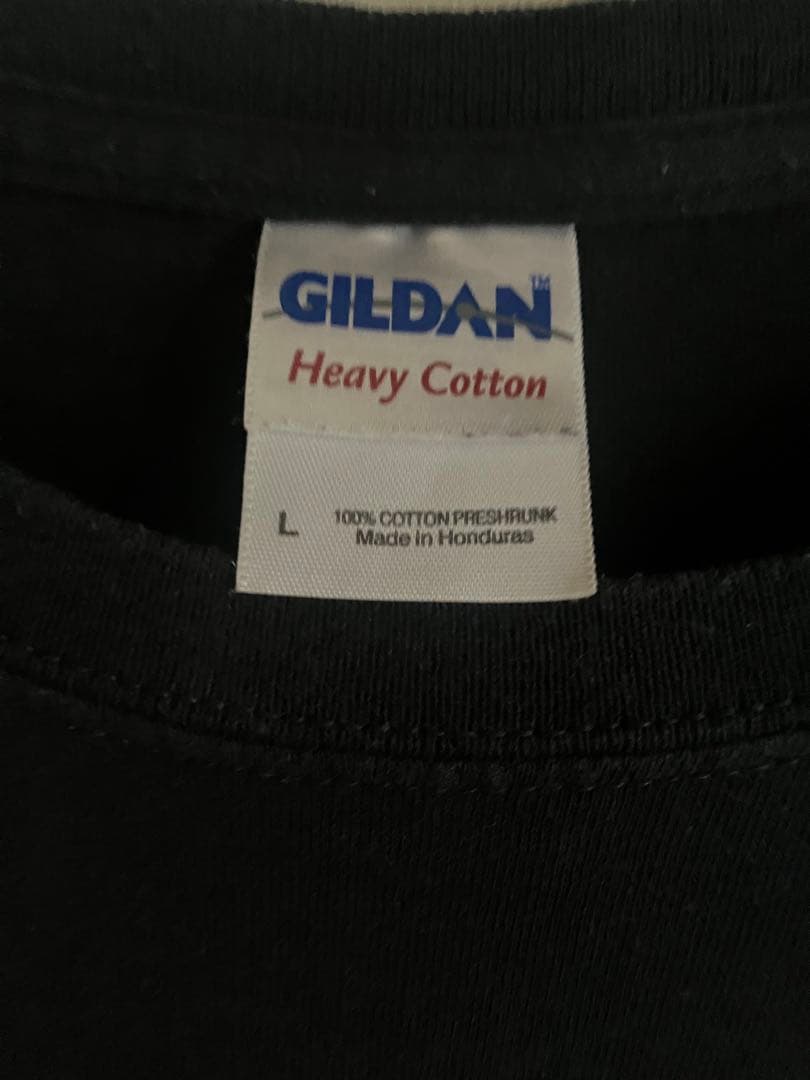 GILDAN™
Heavy Cotton
L 100% COTTON PRESHRUNK
Made in Honduras